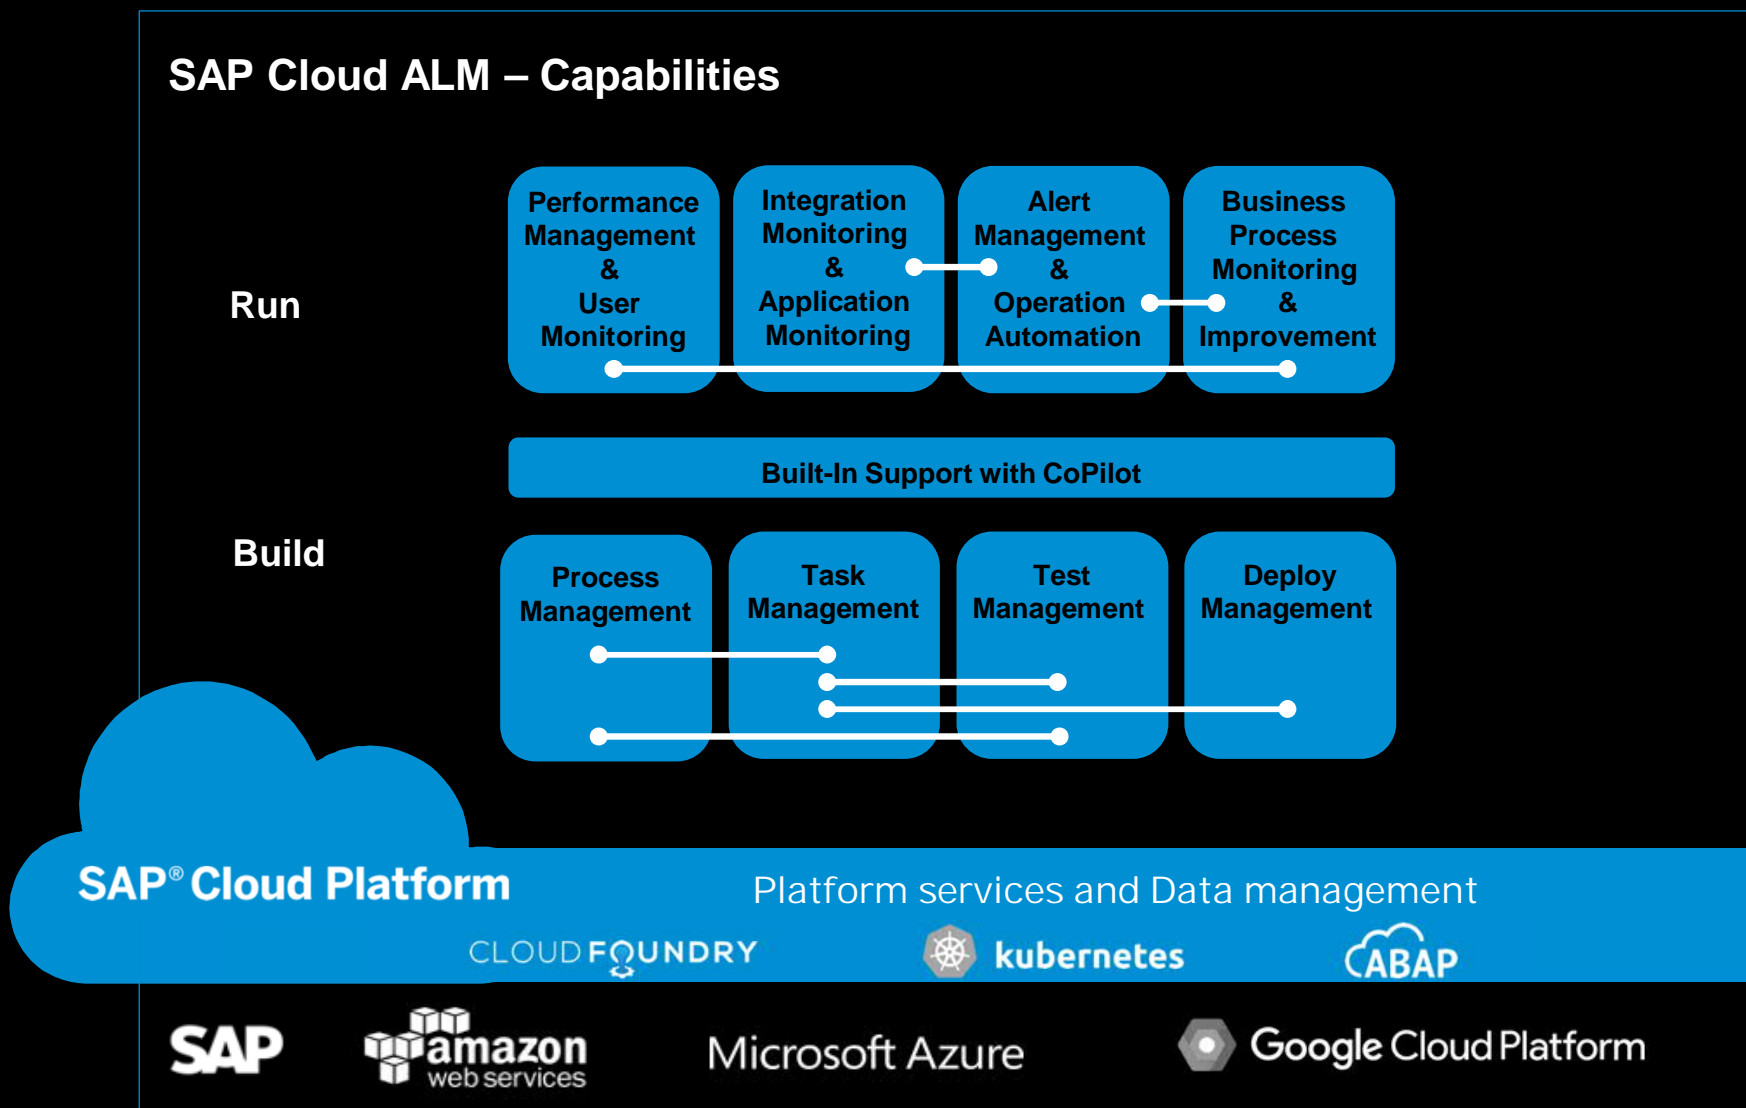 SAP Cloud ALM – Capabilities
Run
Performance
Management
&
User
Monitoring
Integration
Monitoring
&
Application
Monitoring
Alert
Management
&
Operation
Automation
Business
Process
Monitoring
&
Improvement
Built-In Support with CoPilot
Build
Process
Management
Task
Management
Test
Management
Deploy
Management
SAP® Cloud Platform
Platform services and Data management
CLOUD FOUNDRY
kubernetes
ABAP
SAP
amazon
web services
Microsoft Azure
Google Cloud Platform